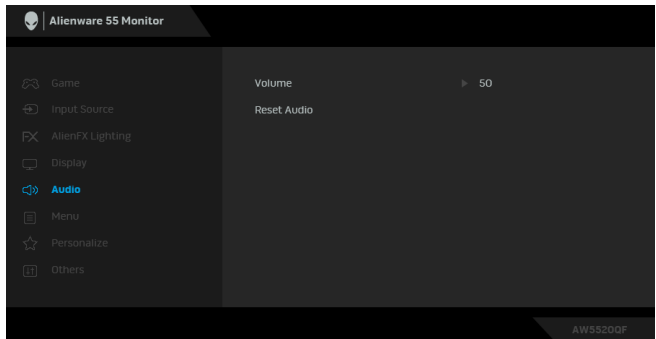 Alienware 55 Monitor
Game
Input Source
AlienFX Lighting
Display
Audio
Menu
Personalize
Others
Volume 50
Reset Audio
AW5520QF